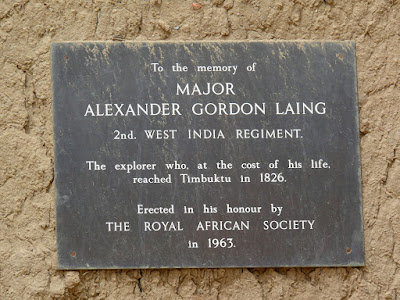 To the memory of
MAJOR
ALEXANDER GORDON LAING
2nd. WEST INDIA REGIMENT.
The explorer who, at the cost of his life,
reached Timbuktu in 1826.
Erected in his honour by
THE ROYAL AFRICAN SOCIETY
in 1963.